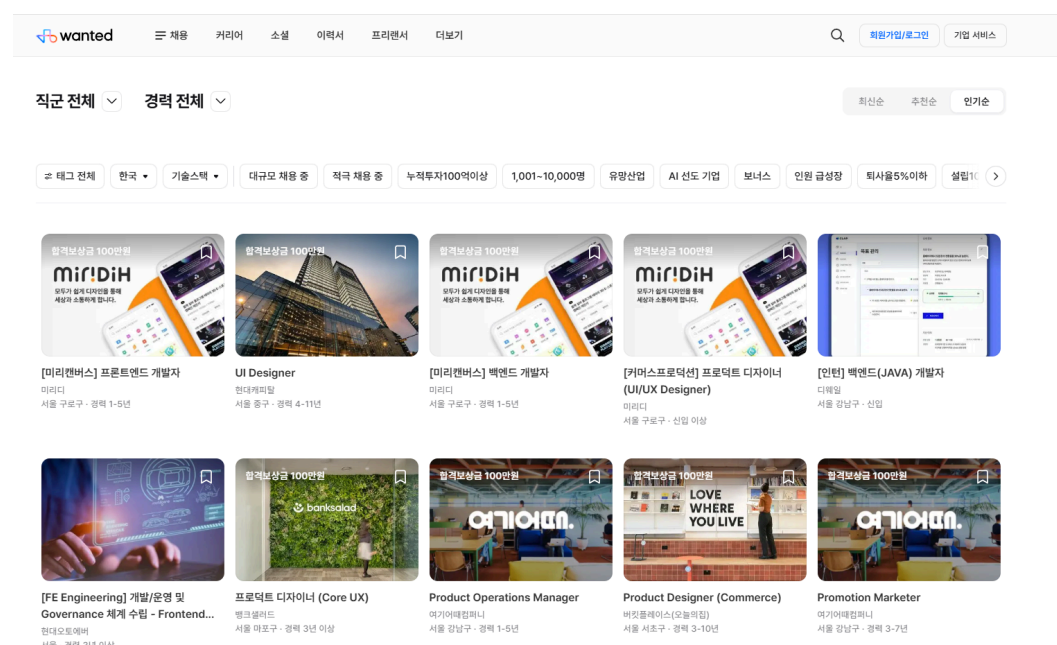 wanted
채용
커리어
소셜
이력서
프리랜서
더보기
회원가입/로그인
기업 서비스
직군 전체
경력 전체
최신순
추천순
인기순
태그 전체
한국
기술스택
대규모 채용 중
적극 채용 중
누적투자100억이상
1,001~10,000명
유망산업
AI 선도 기업
보너스
인원 급성장
퇴사율5%이하
설립10
합격보상금 100만원
miriDiH
모두가 쉽게 디자인을 통해
세상과 소통하게 합니다.
[미리캔버스] 프론트엔드 개발자
미리디
서울 구로구 · 경력 1-5년
합격보상금 100만원
UI Designer
현대캐피탈
서울 중구 · 경력 4-11년
합격보상금 100만원
miriDiH
모두가 쉽게 디자인을 통해
세상과 소통하게 합니다.
[미리캔버스] 백엔드 개발자
미리디
서울 구로구 · 경력 1-5년
합격보상금 100만원
miriDiH
모두가 쉽게 디자인을 통해
세상과 소통하게 합니다.
[커머스프로덕션] 프로덕트 디자이너
(UI/UX Designer)
미리디
서울 구로구 · 신입 이상
[인턴] 백엔드(JAVA) 개발자
디웨일
서울 강남구 · 신입
[FE Engineering] 개발/운영 및
Governance 체계 수립 - Frontend...
현대오토에버
서울 · 경력 3년 이상
합격보상금 100만원
banksalad
프로덕트 디자이너 (Core UX)
뱅크샐러드
서울 마포구 · 경력 3년 이상
합격보상금 100만원
여기어때.
Product Operations Manager
여기어때컴퍼니
서울 강남구 · 경력 1-5년
합격보상금 100만원
LOVE
WHERE
YOU LIVE
Product Designer (Commerce)
버킷플레이스(오늘의집)
서울 서초구 · 경력 3-10년
합격보상금 100만원
여기어때.
Promotion Marketer
여기어때컴퍼니
서울 강남구 · 경력 3-7년